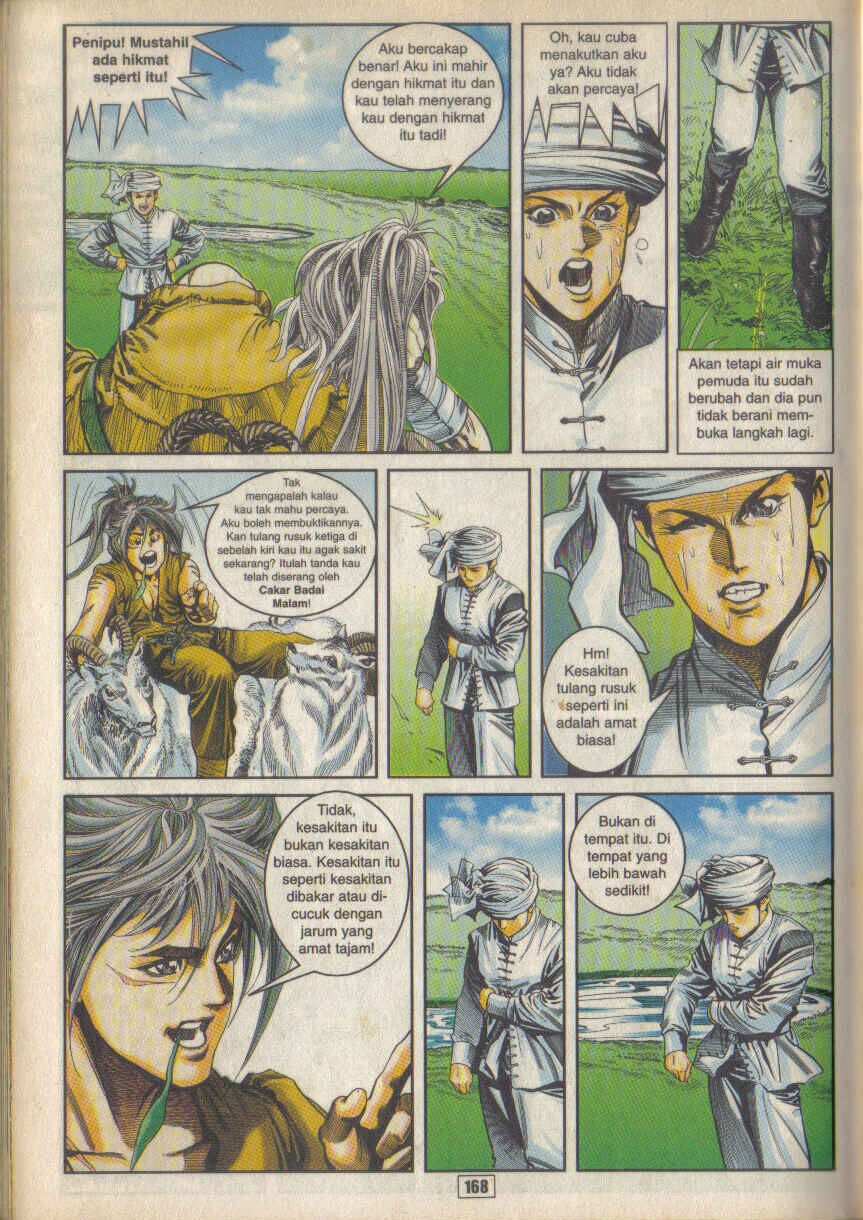 Penipu! Mustahil
ada hikmat
seperti itu!
Aku bercakap
benar! Aku ini mahir
dengan hikmat itu dan
kau telah menyerang
kau dengan hikmat
itu tadi!
Oh, kau cuba
menakutkan aku
ya? Aku tidak
akan percaya!
Akan tetapi air muka
pemuda itu sudah
berubah dan dia pun
tidak berani mem-
buka langkah lagi.
Tak
mengapalah kalau
kau tak mahu percaya.
Aku boleh membuktikannya.
Kan tulang rusuk ketiga di
sebelah kiri kau itu agak sakit
sekarang? Itulah tanda kau
telah diserang oleh
Cakar Badai
Malam!
Hm!
Kesakitan
tulang rusuk
seperti ini
adalah amat
biasa!
Tidak,
kesakitan itu
bukan kesakitan
biasa. Kesakitan itu
seperti kesakitan
dibakar atau di-
cucuk dengan
jarum yang
amat tajam!
Bukan di
tempat itu. Di
tempat yang
lebih bawah
sedikit!
168